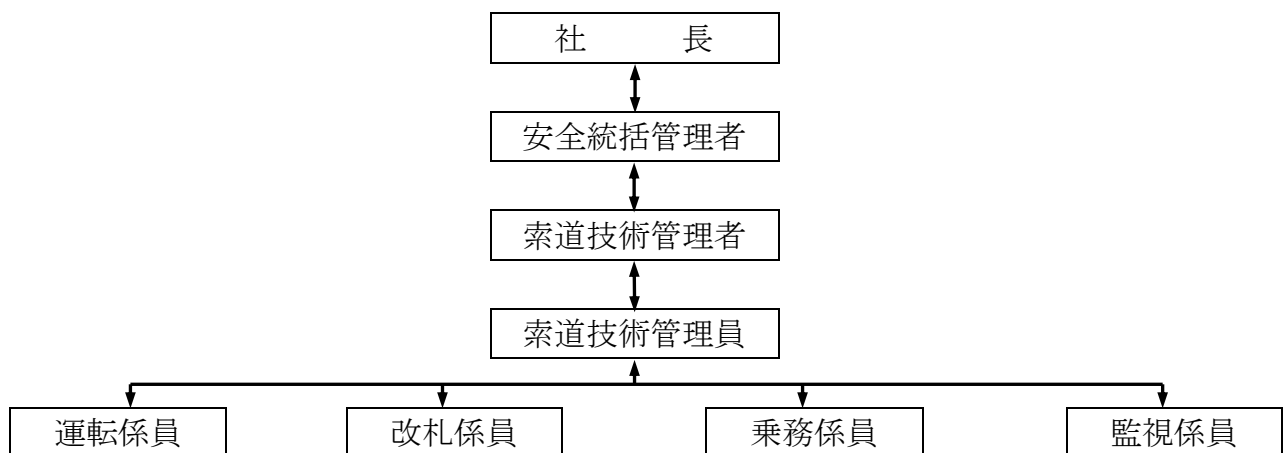 社　　　長
安全統括管理者
索道技術管理者
索道技術管理員
運転係員　改札係員　乗務係員　監視係員